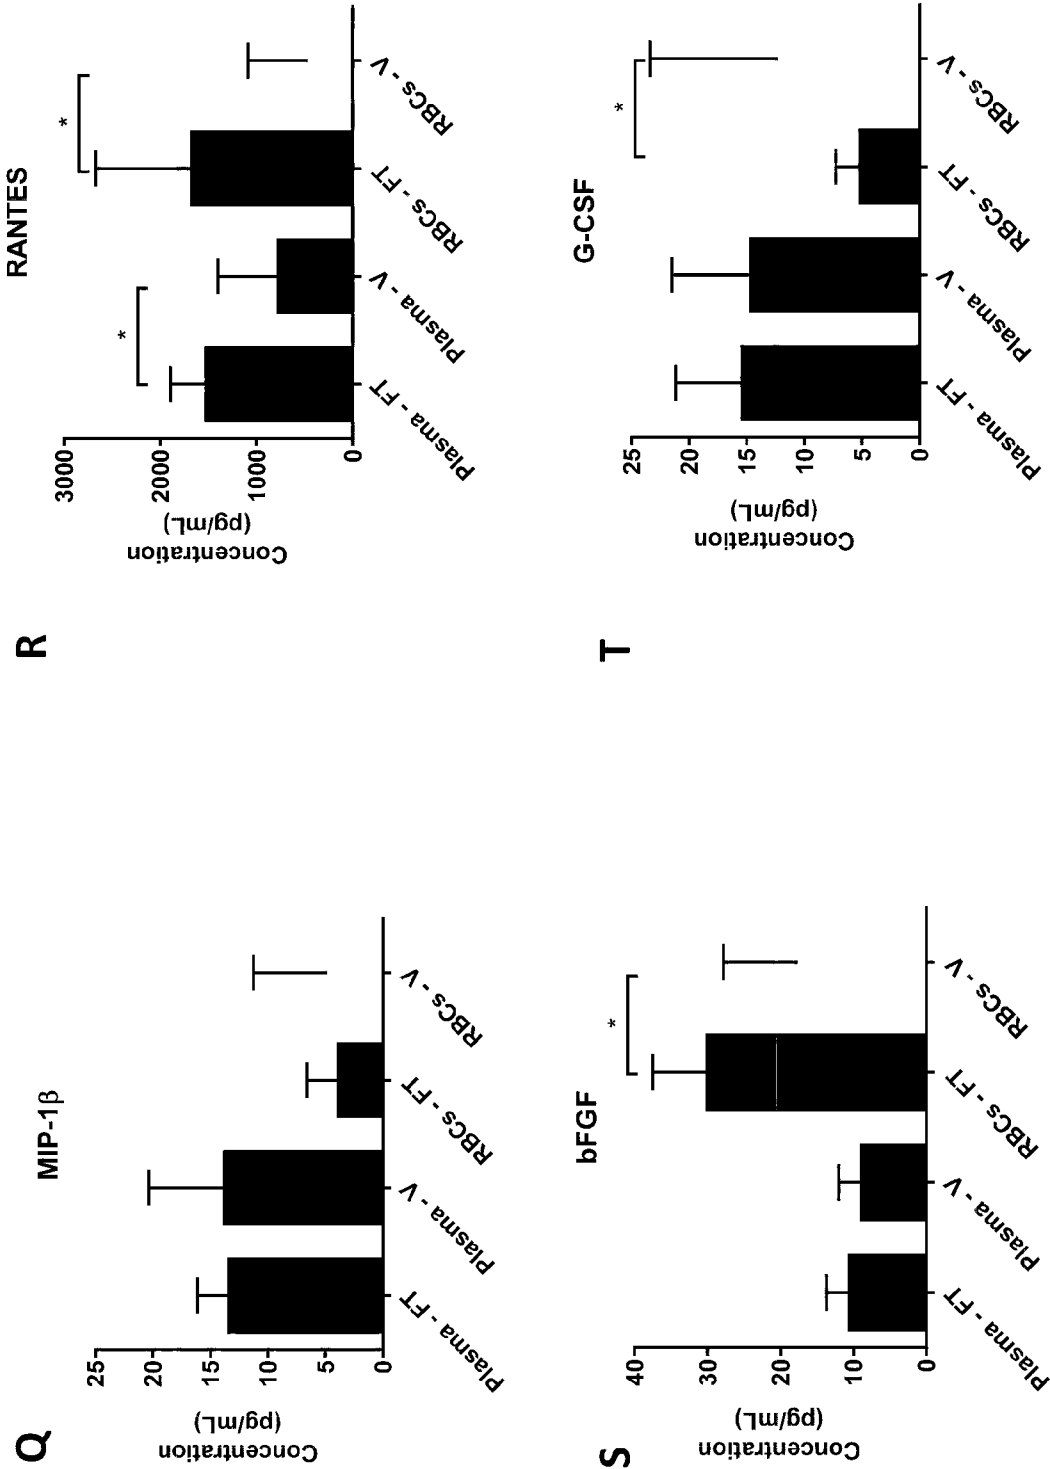 Q
MIP-1β
Concentration
(pg/mL)
25
20
15
10
5
0
Plasma - FT
Plasma - V
RBCs - FT
RBCs - V
R
RANTES
Concentration
(pg/mL)
3000
2000
1000
0
*
*
Plasma - FT
Plasma - V
RBCs - FT
RBCs - V
S
bFGF
Concentration
(pg/mL)
40
30
20
10
0
*
Plasma - FT
Plasma - V
RBCs - FT
RBCs - V
T
G-CSF
Concentration
(pg/mL)
25
20
15
10
5
0
*
Plasma - FT
Plasma - V
RBCs - FT
RBCs - V